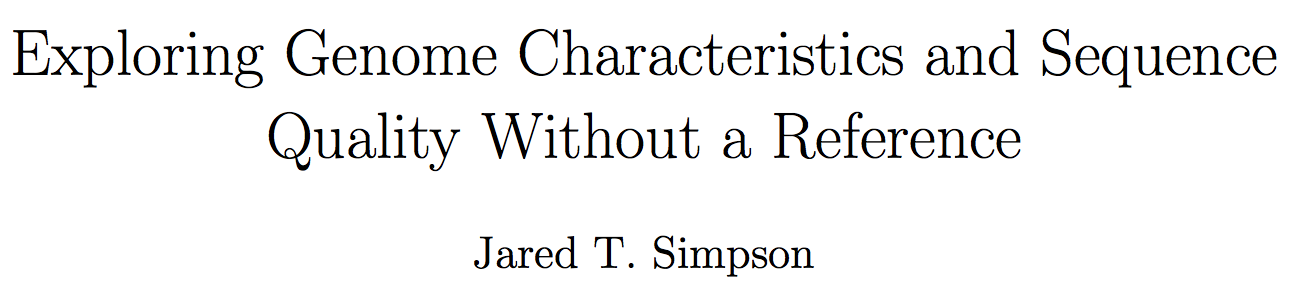 Exploring Genome Characteristics and Sequence
Quality Without a Reference
Jared T. Simpson